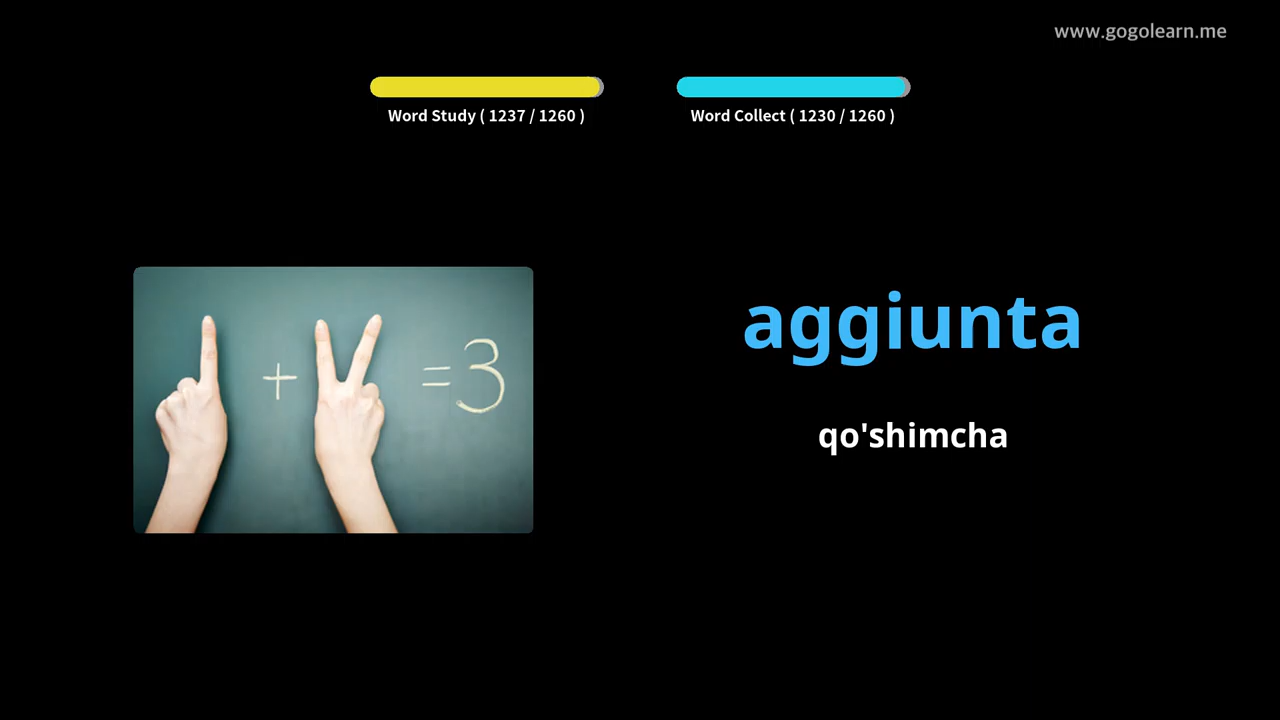 www.gogolearn.me
Word Study ( 1237 / 1260 )
Word Collect ( 1230 / 1260 )
+ = 3
aggiunta
qo'shimcha